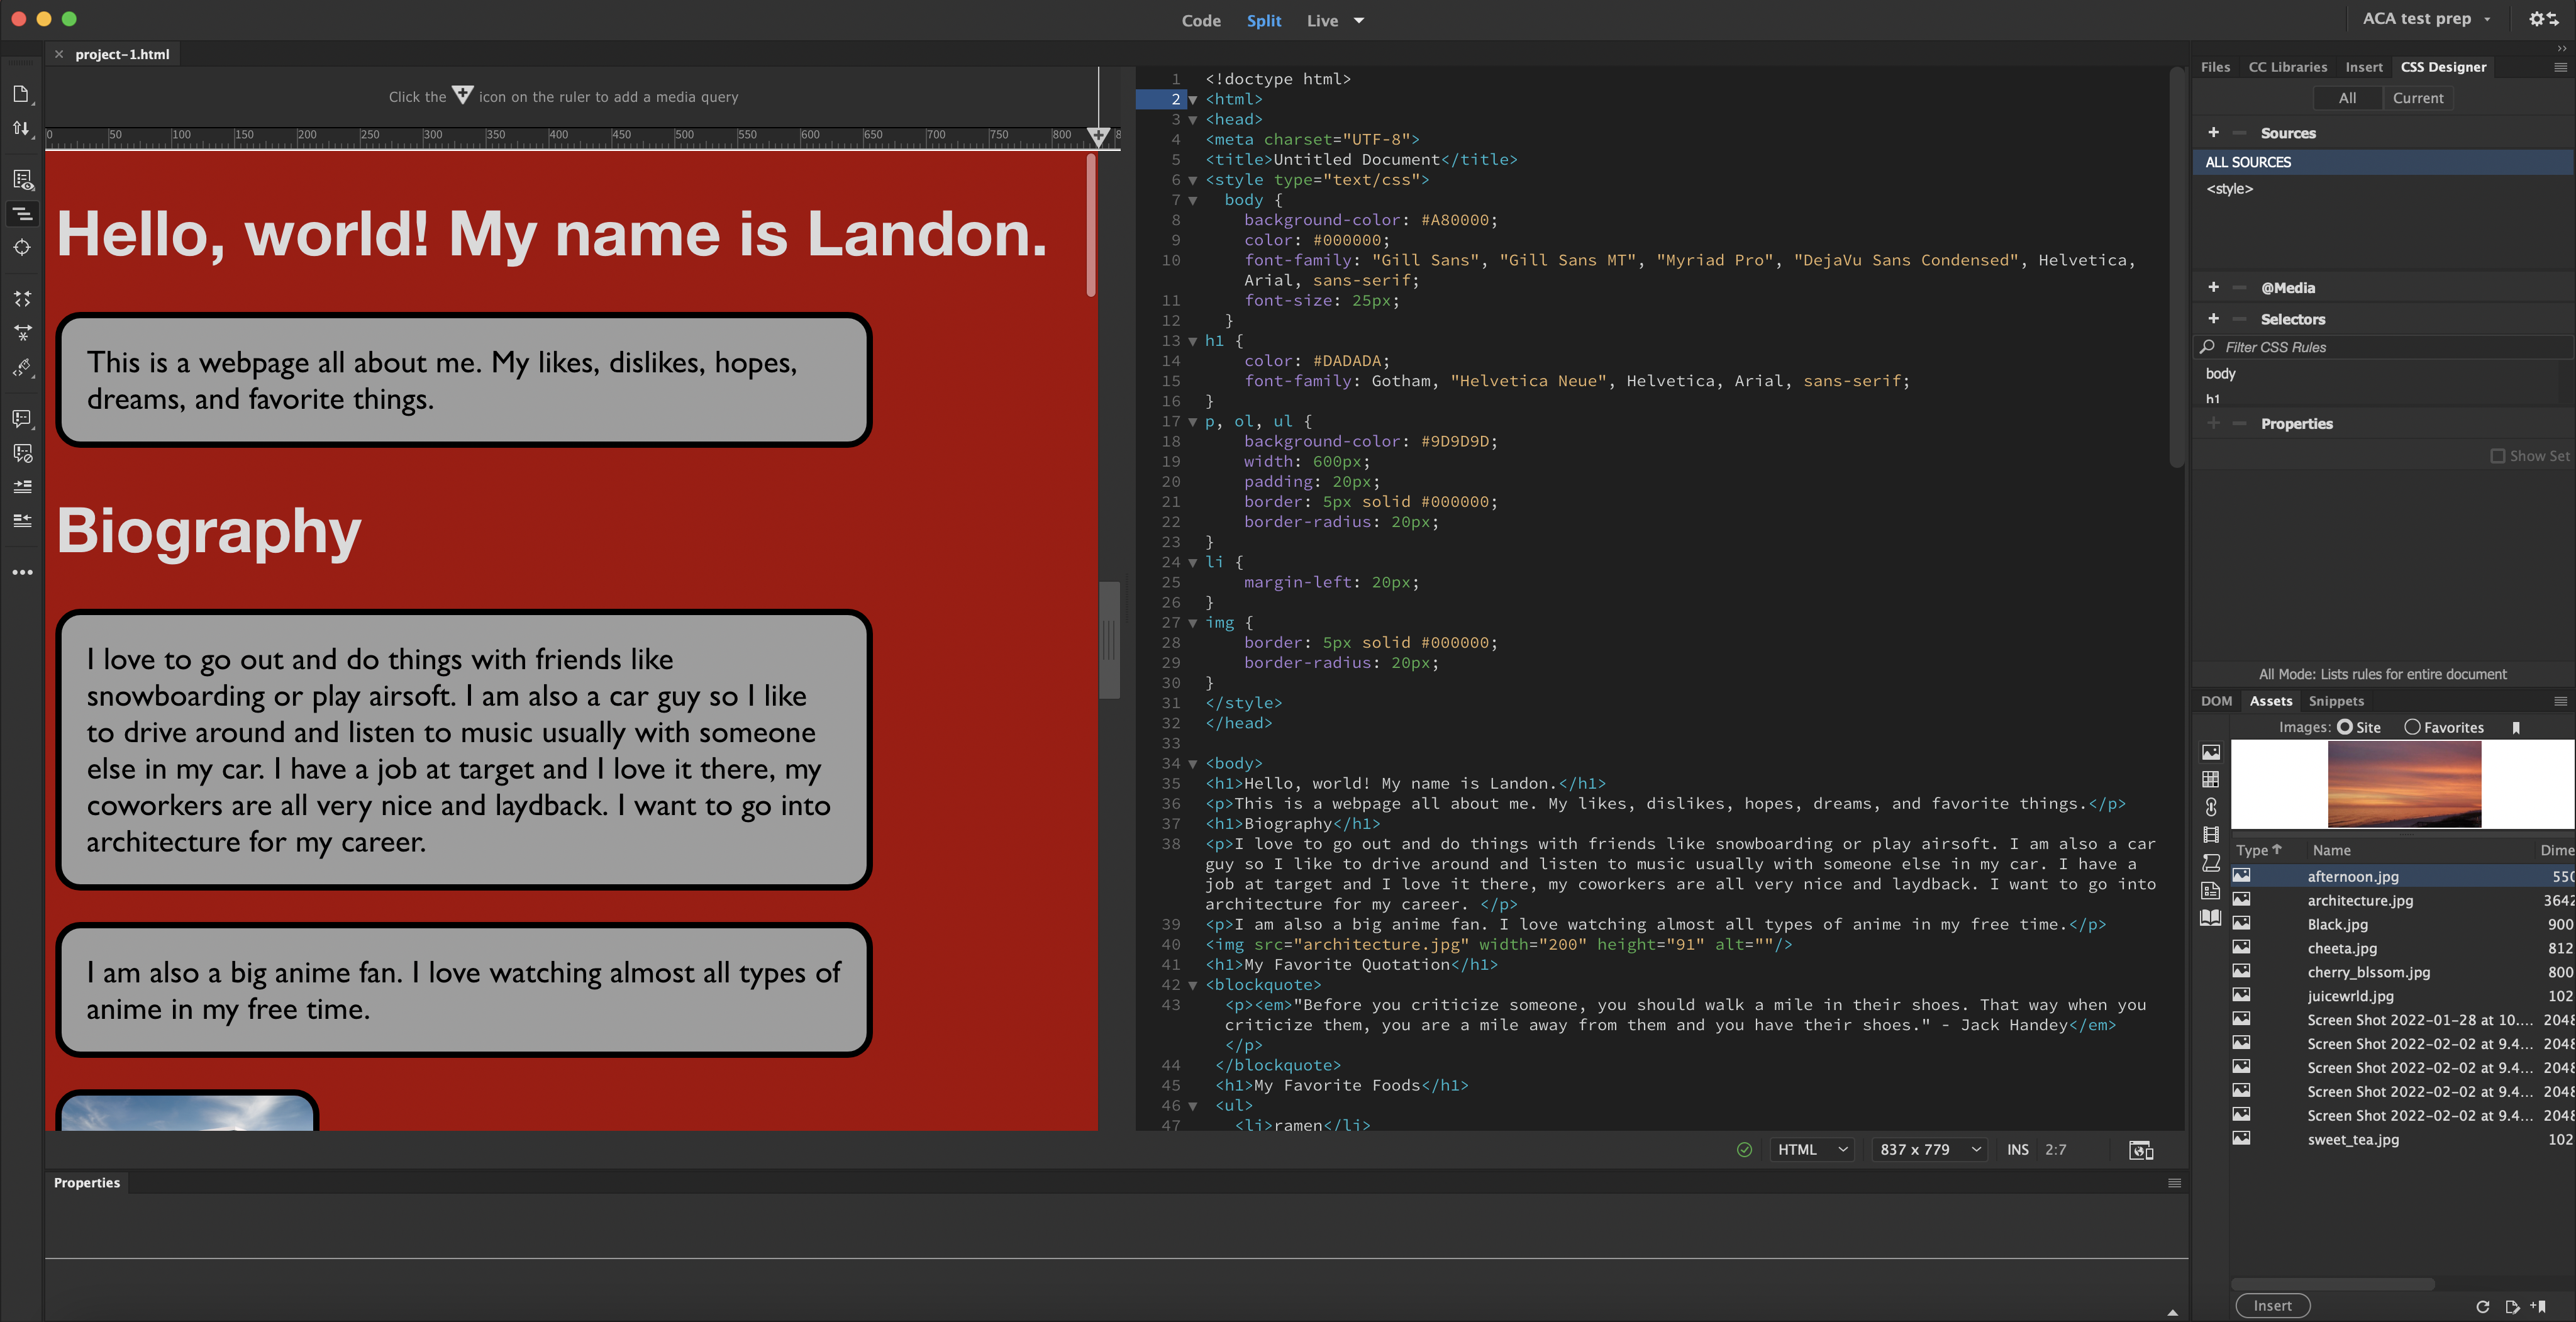 Code Split Live
ACA test prep
project-1.html
Click the icon on the ruler to add a media query
0 50 100 150 200 250 300 350 400 450 500 550 600 650 700 750 800 8
Hello, world! My name is Landon.
This is a webpage all about me. My likes, dislikes, hopes,
dreams, and favorite things.
Biography
I love to go out and do things with friends like
snowboarding or play airsoft. I am also a car guy so I like
to drive around and listen to music usually with someone
else in my car. I have a job at target and I love it there, my
coworkers are all very nice and laydback. I want to go into
architecture for my career.
I am also a big anime fan. I love watching almost all types of
anime in my free time.
1 <!doctype html>
2 <html>
3 <head>
4 <meta charset="UTF-8">
5 <title>Untitled Document</title>
6 <style type="text/css">
7 body {
8 background-color: #A80000;
9 color: #000000;
10 font-family: "Gill Sans", "Gill Sans MT", "Myriad Pro", "DejaVu Sans Condensed", Helvetica,
Arial, sans-serif;
11 font-size: 25px;
12 }
13 h1 {
14 color: #DADADA;
15 font-family: Gotham, "Helvetica Neue", Helvetica, Arial, sans-serif;
16 }
17 p, ol, ul {
18 background-color: #9D9D9D;
19 width: 600px;
20 padding: 20px;
21 border: 5px solid #000000;
22 border-radius: 20px;
23 }
24 li {
25 margin-left: 20px;
26 }
27 img {
28 border: 5px solid #000000;
29 border-radius: 20px;
30 }
31 </style>
32 </head>
33
34 <body>
35 <h1>Hello, world! My name is Landon.</h1>
36 <p>This is a webpage all about me. My likes, dislikes, hopes, dreams, and favorite things.</p>
37 <h1>Biography</h1>
38 <p>I love to go out and do things with friends like snowboarding or play airsoft. I am also a car
guy so I like to drive around and listen to music usually with someone else in my car. I have a
job at target and I love it there, my coworkers are all very nice and laydback. I want to go into
architecture for my career. </p>
39 <p>I am also a big anime fan. I love watching almost all types of anime in my free time.</p>
40 <img src="architecture.jpg" width="200" height="91" alt=""/>
41 <h1>My Favorite Quotation</h1>
42 <blockquote>
43 <p><em>"Before you criticize someone, you should walk a mile in their shoes. That way when you
criticize them, you are a mile away from them and you have their shoes." - Jack Handey</em>
</p>
44 </blockquote>
45 <h1>My Favorite Foods</h1>
46 <ul>
47 <li>ramen</li>
HTML 837 x 779 INS 2:7
Properties
Files CC Libraries Insert CSS Designer
All Current
Sources
ALL SOURCES
<style>
@Media
Selectors
Filter CSS Rules
body
h1
Properties
Show Set
All Mode: Lists rules for entire document
DOM Assets Snippets
Images: Site Favorites
Type Name Dime
afternoon.jpg 550
architecture.jpg 3642
Black.jpg 900
cheeta.jpg 812
cherry_blssom.jpg 800
juicewrld.jpg 102
Screen Shot 2022-01-28 at 10.... 2048
Screen Shot 2022-02-02 at 9.4... 2048
Screen Shot 2022-02-02 at 9.4... 2048
Screen Shot 2022-02-02 at 9.4... 2048
Screen Shot 2022-02-02 at 9.4... 2048
sweet_tea.jpg 102
Insert